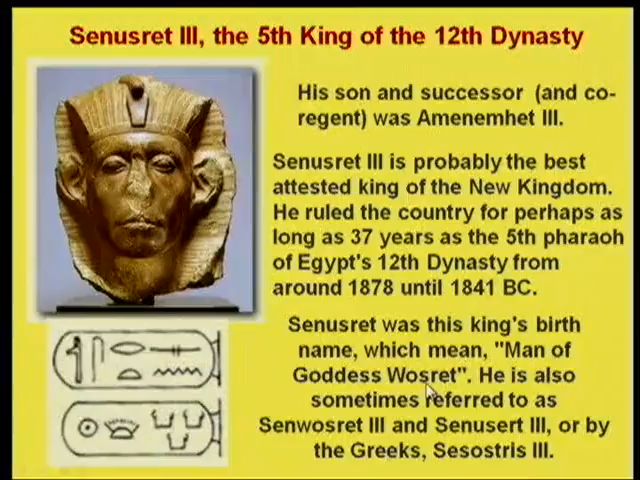 Senusret III, the 5th King of the 12th Dynasty
His son and successor (and co-
regent) was Amenemhet III.
Senusret III is probably the best
attested king of the New Kingdom.
He ruled the country for perhaps as
long as 37 years as the 5th pharaoh
of Egypt's 12th Dynasty from
around 1878 until 1841 BC.
Senusret was this king's birth
name, which mean, "Man of
Goddess Wosret". He is also
sometimes referred to as
Senwosret III and Senusert III, or by
the Greeks, Sesostris III.